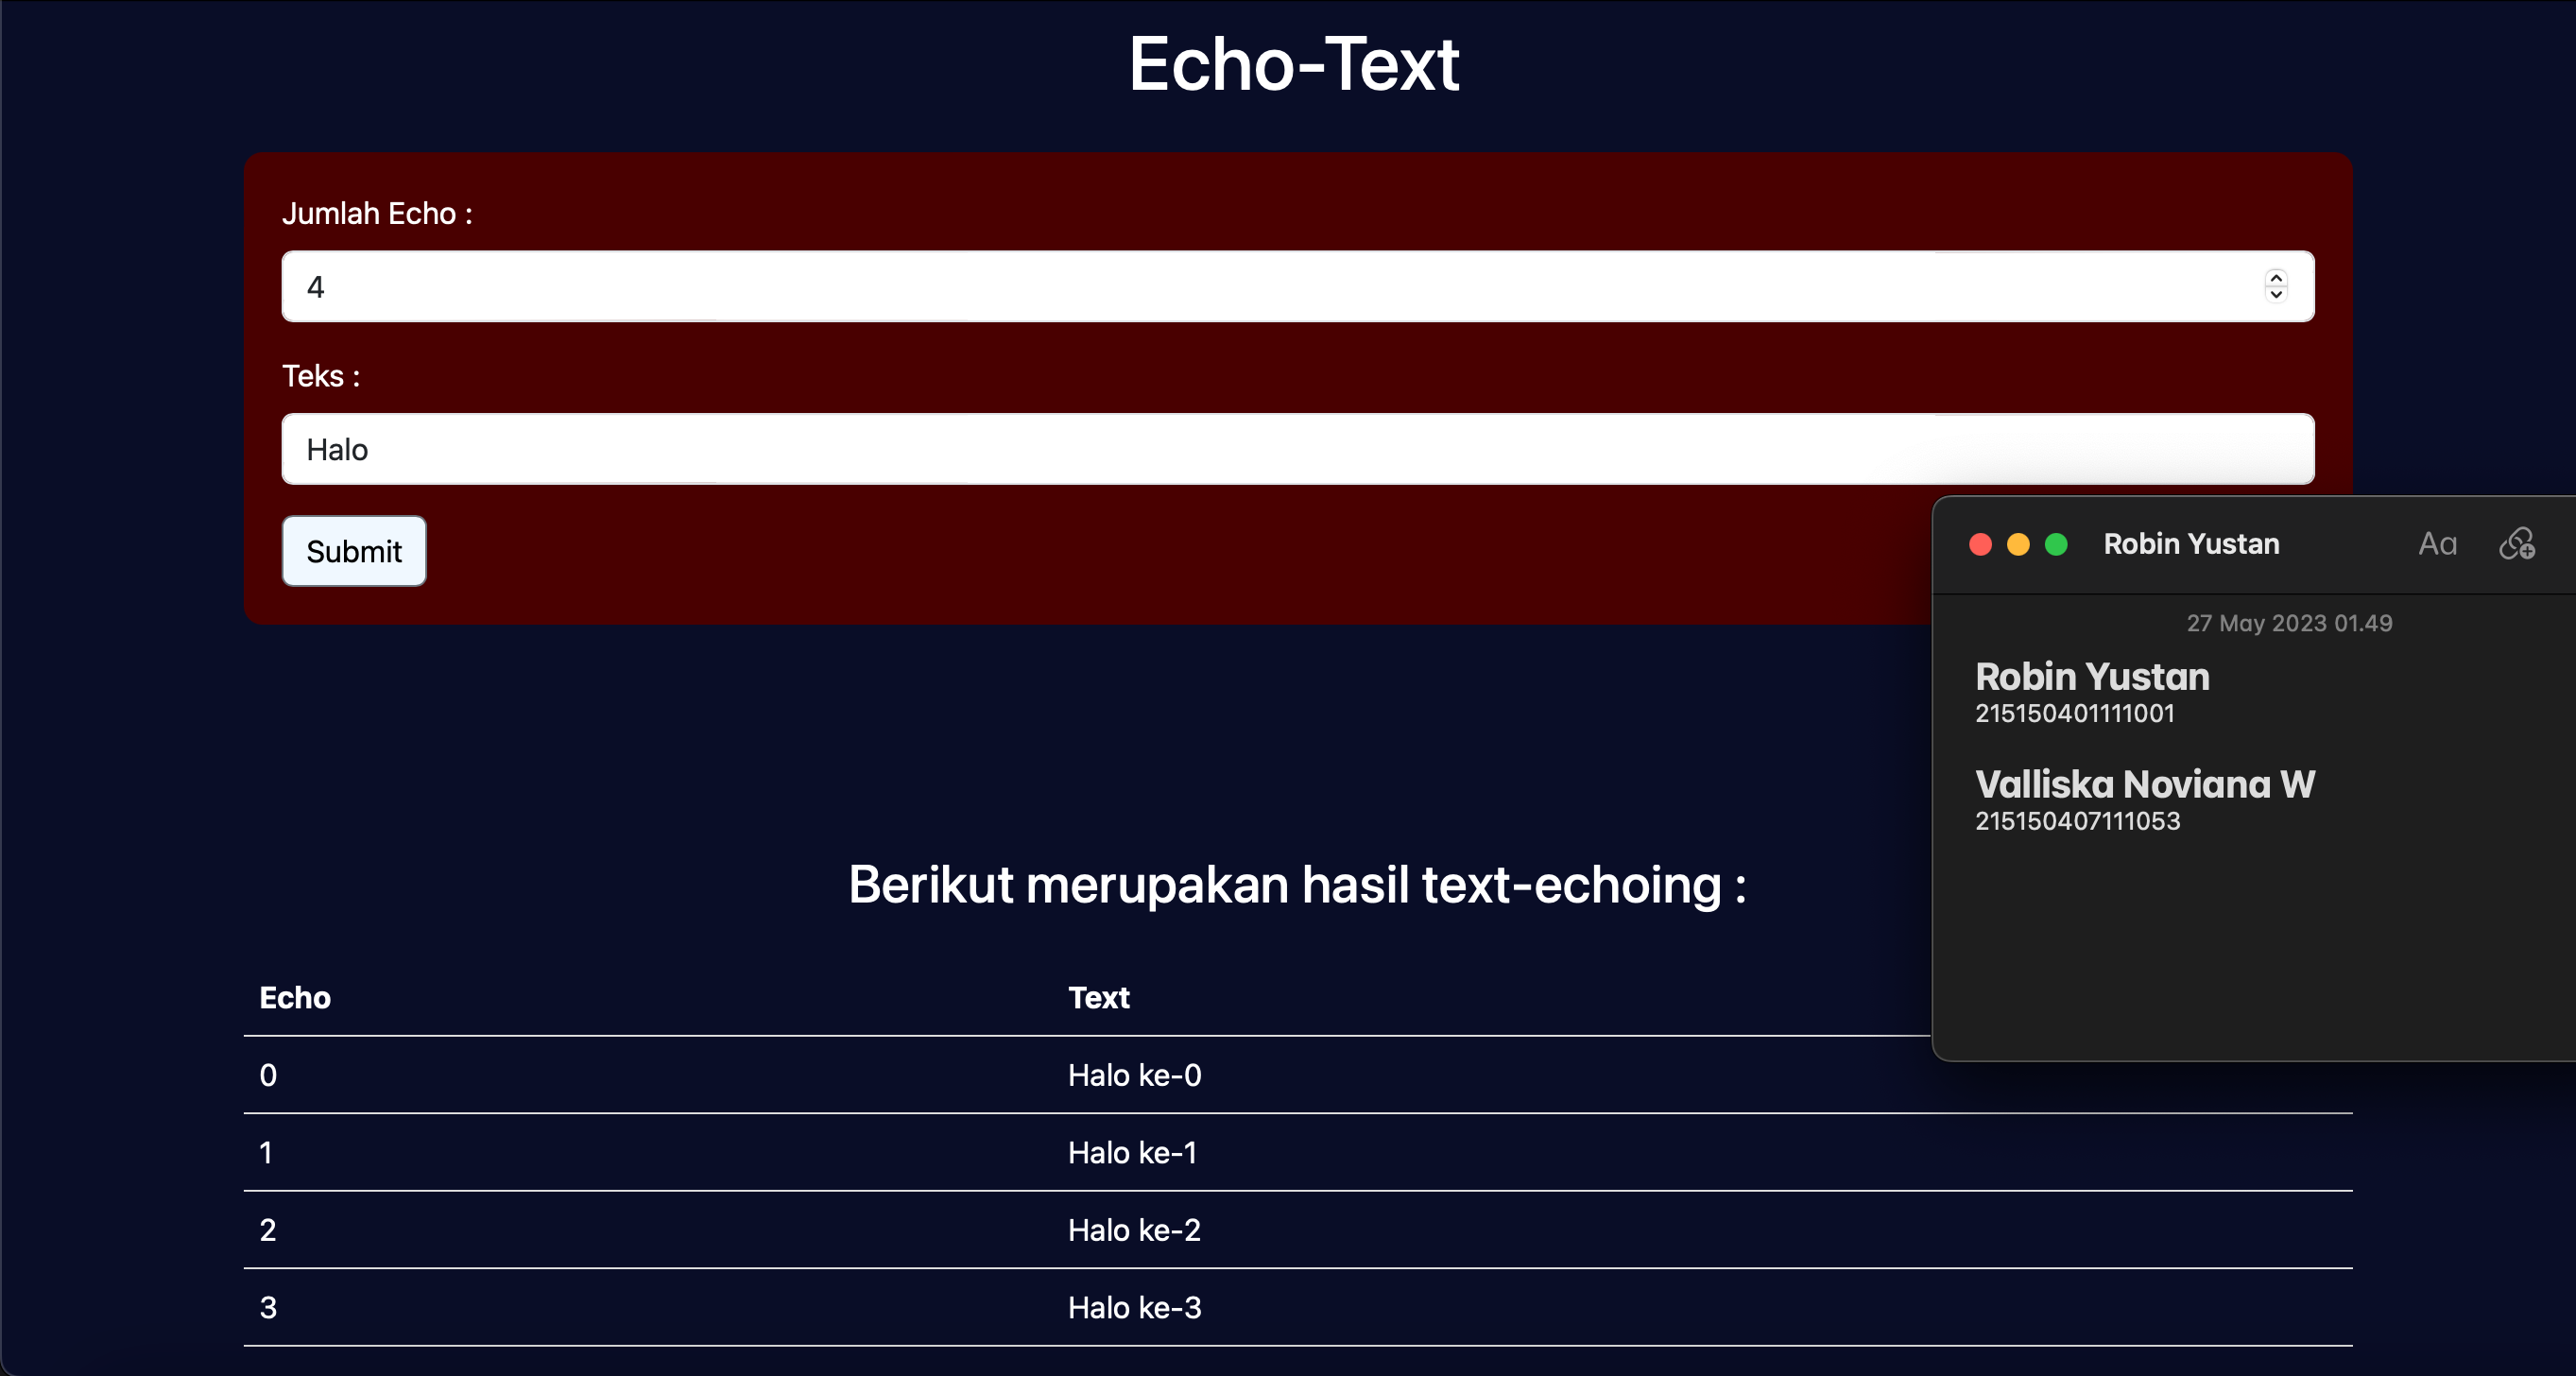 Echo-Text
Jumlah Echo :
4
Teks :
Halo
Submit
Robin Yustan Aa
27 May 2023 01.49
Robin Yustan
215150401111001
Valliska Noviana W
215150407111053
Berikut merupakan hasil text-echoing :
Echo Text
0 Halo ke-0
1 Halo ke-1
2 Halo ke-2
3 Halo ke-3